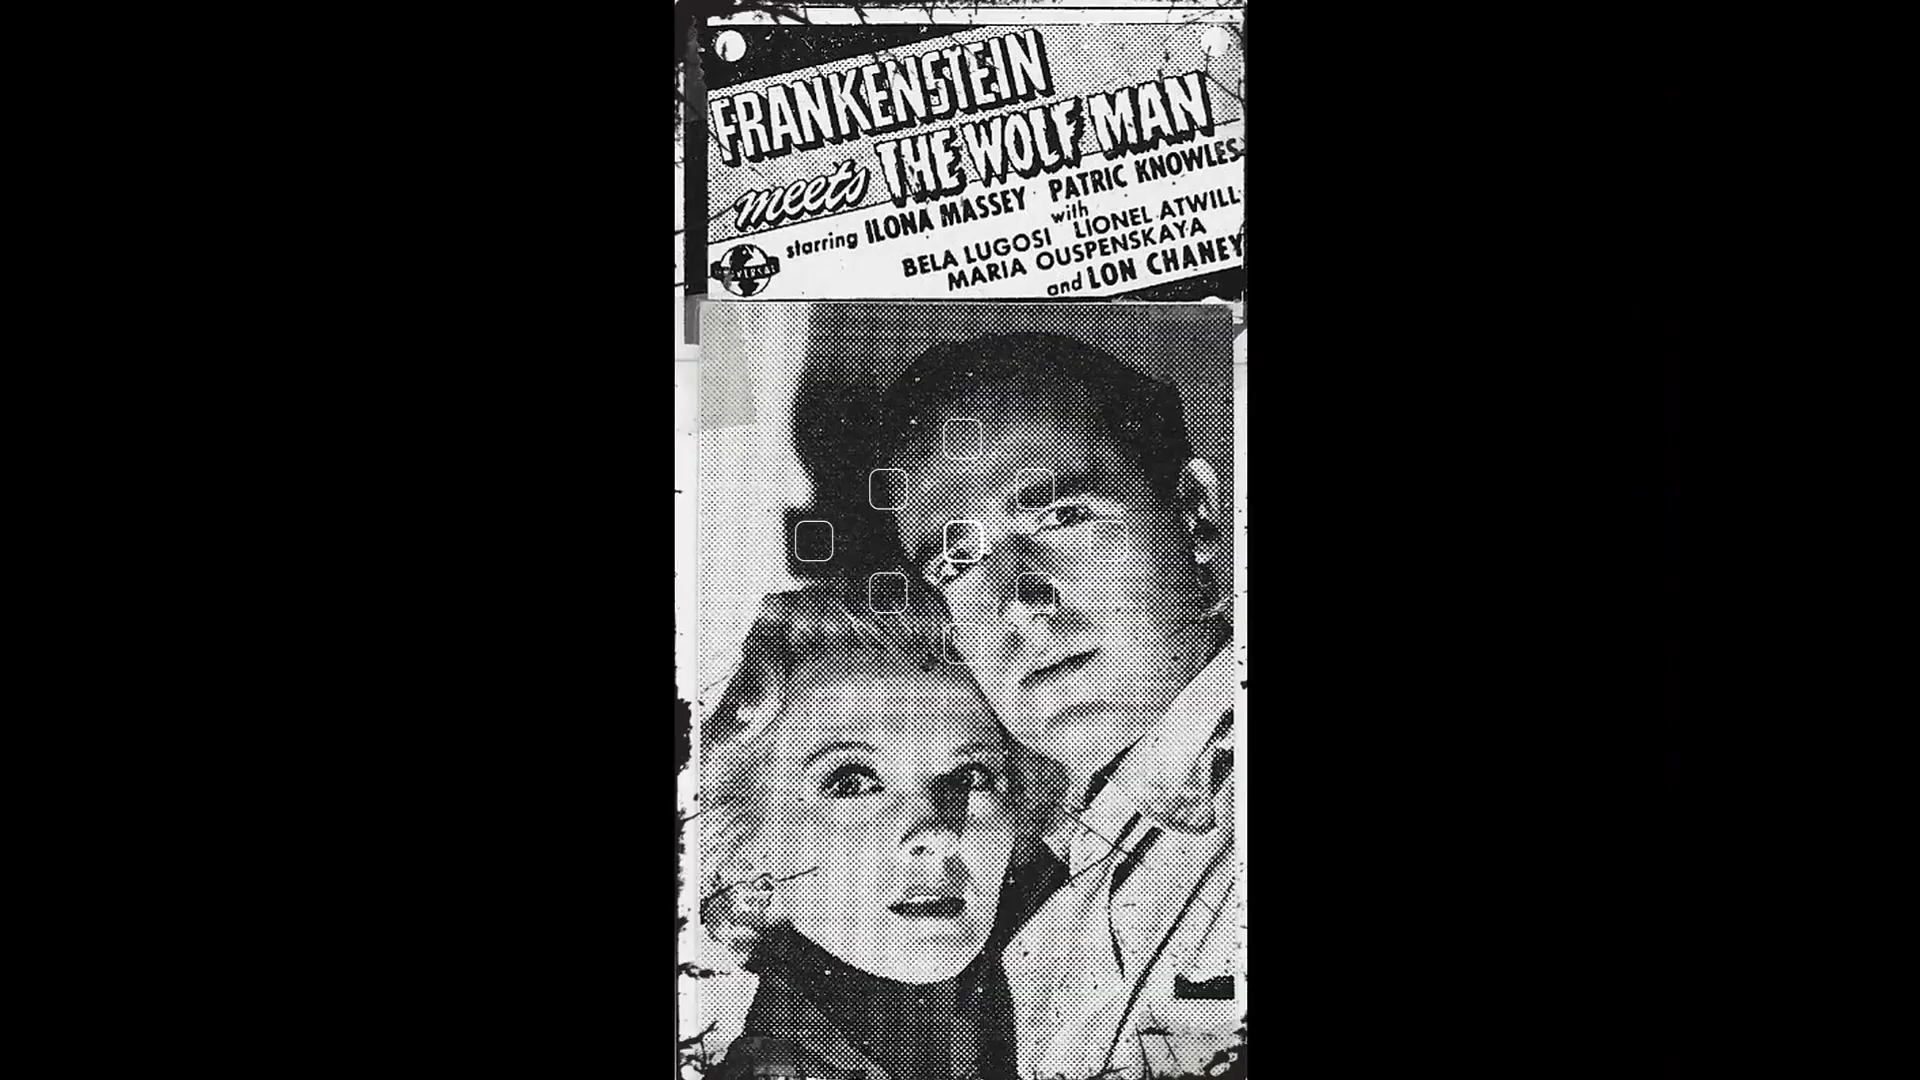 FRANKENSTEIN
meets THE WOLF MAN
starring ILONA MASSEY PATRIC KNOWLES
with
BELA LUGOSI LIONEL ATWILL
MARIA OUSPENSKAYA
and LON CHANEY
UNIVERSAL